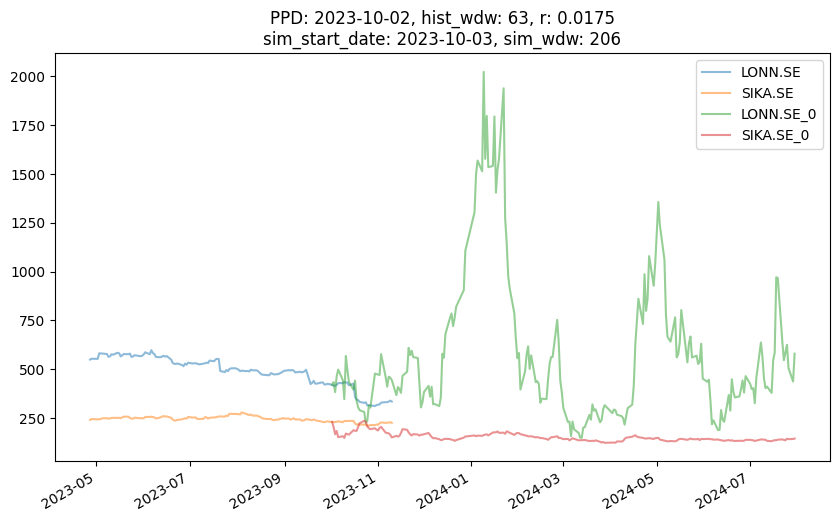 PPD: 2023-10-02, hist_wdw: 63, r: 0.0175
sim_start_date: 2023-10-03, sim_wdw: 206
LONN.SE
SIKA.SE
LONN.SE_0
SIKA.SE_0
2000
1750
1500
1250
1000
750
500
250
2023-05
2023-07
2023-09
2023-11
2024-01
2024-03
2024-05
2024-07